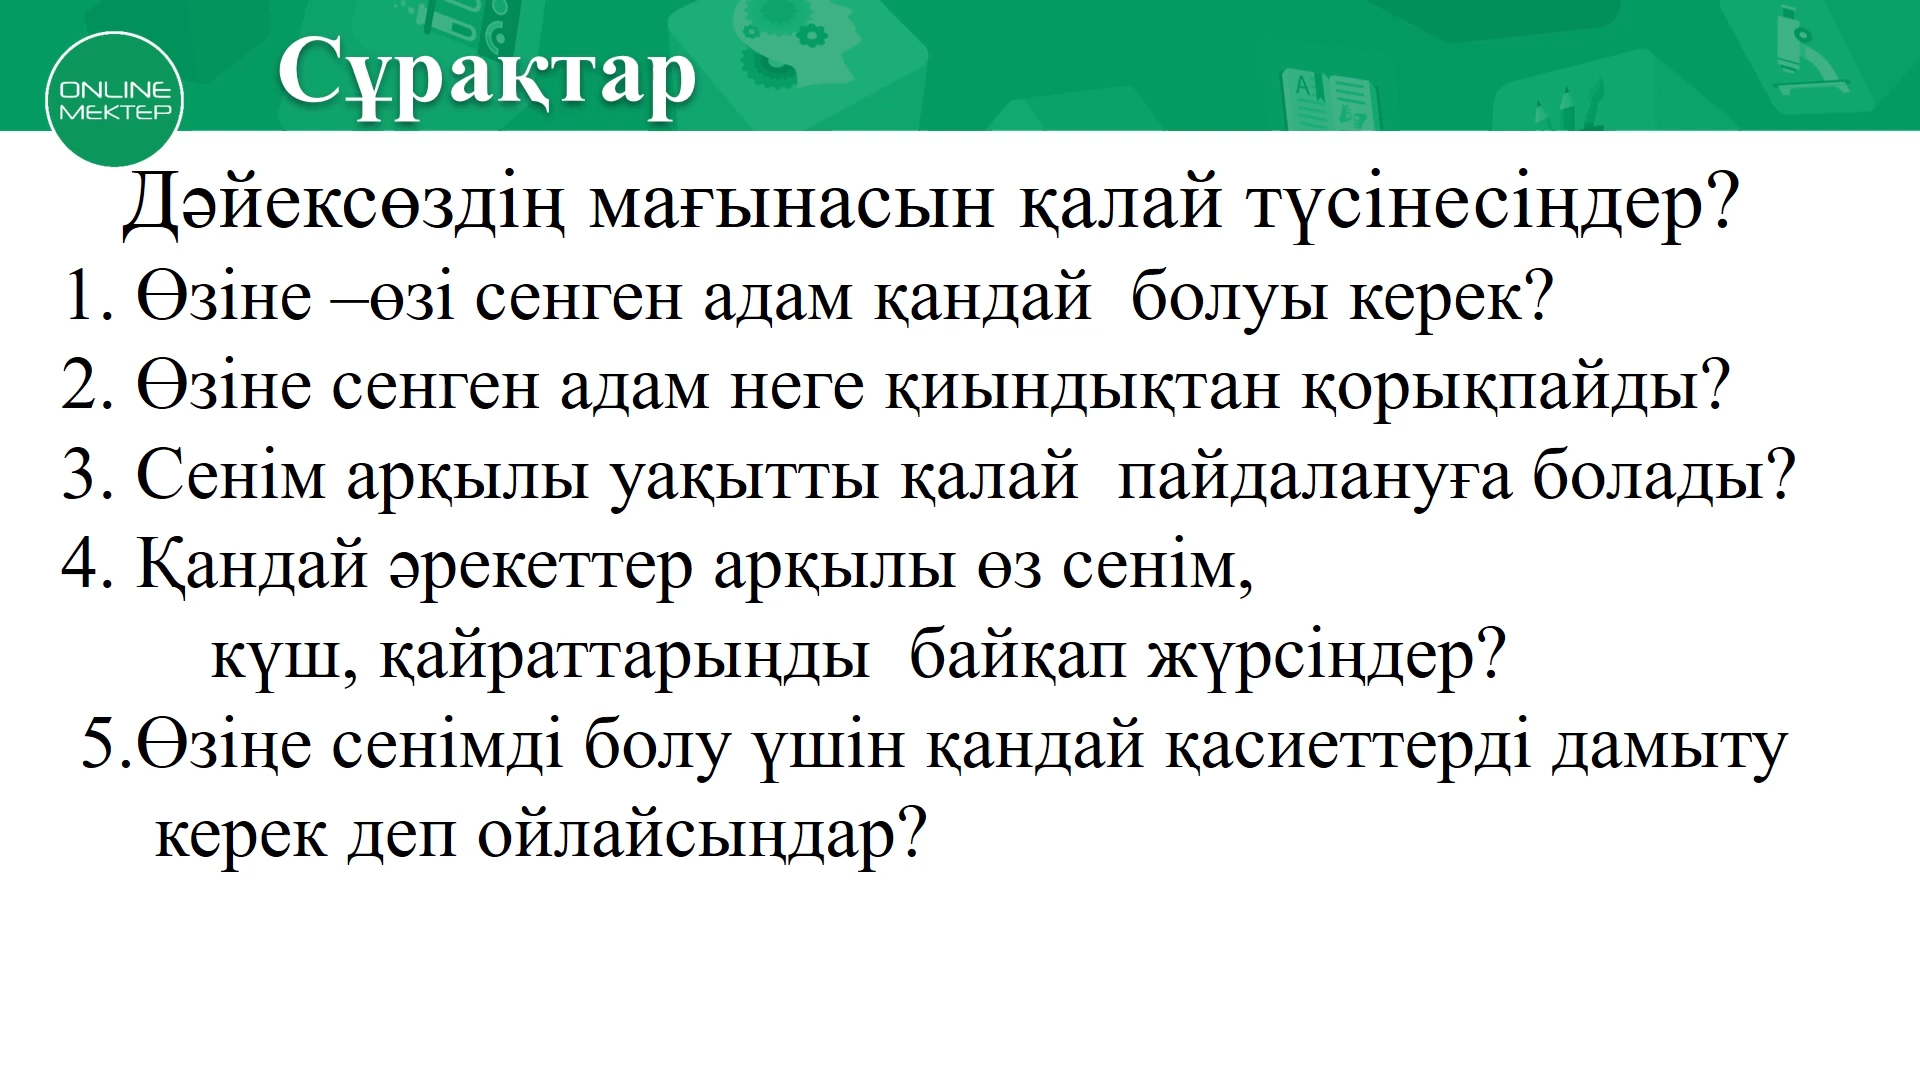 Сұрақтар
ONLINE
МЕКТЕР
Дәйексөздің мағынасын қалай түсінесіңдер?
1. Өзіне –өзі сенген адам қандай  болуы керек?
2. Өзіне сенген адам неге қиындықтан қорықпайды?
3. Сенім арқылы уақытты қалай  пайдалануға болады?
4. Қандай әрекеттер арқылы өз сенім,
күш, қайраттарыңды  байқап жүрсіңдер?
5.Өзіңе сенімді болу үшін қандай қасиеттерді дамыту
керек деп ойлайсыңдар?